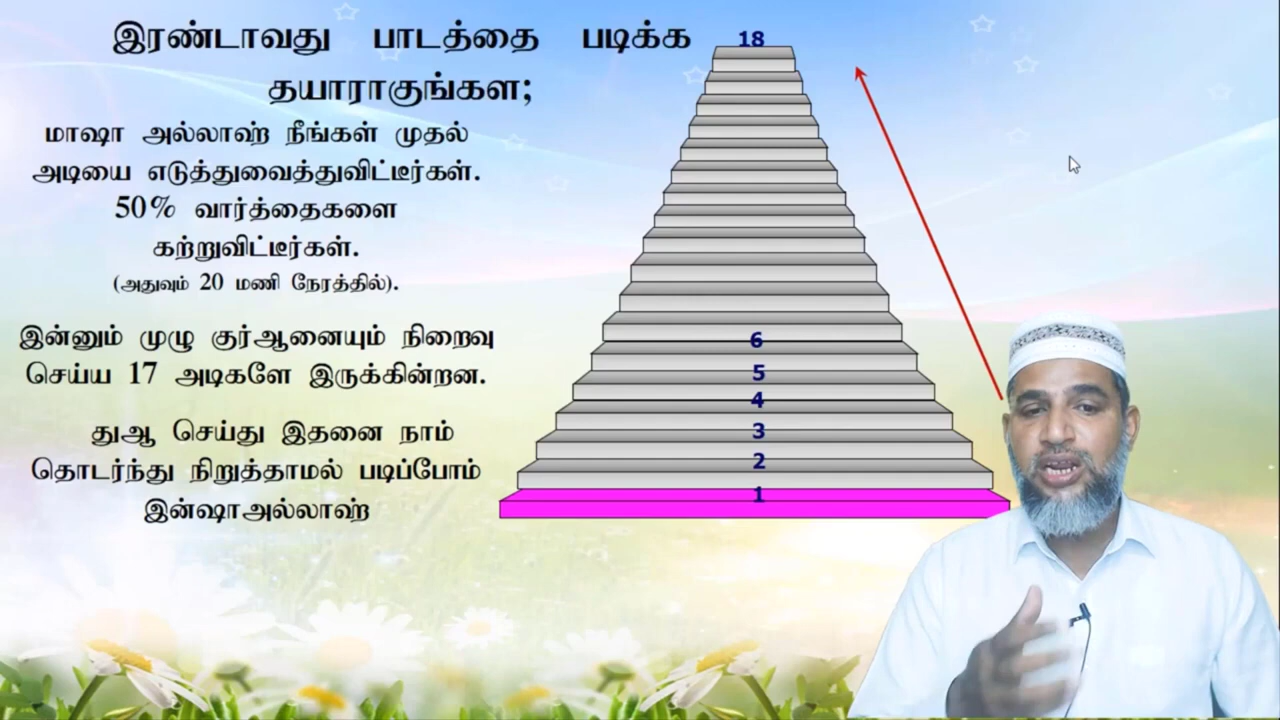 இரண்டாவது பாடத்தை படிக்க
தயாராகுங்கள;
மாஷா அல்லாஹ் நீங்கள் முதல்
அடியை எடுத்துவைத்துவிட்டீர்கள்.
50% வார்த்தைகளை
கற்றுவிட்டீர்கள்.
(அதுவும் 20 மணி நேரத்தில்).
இன்னும் முழு குர்ஆனையும் நிறைவு
செய்ய 17 அடிகளே இருக்கின்றன.
துஆ செய்து இதனை நாம்
தொடர்ந்து நிறுத்தாமல் படிப்போம்
இன்ஷாஅல்லாஹ்
18
6
5
4
3
2
1